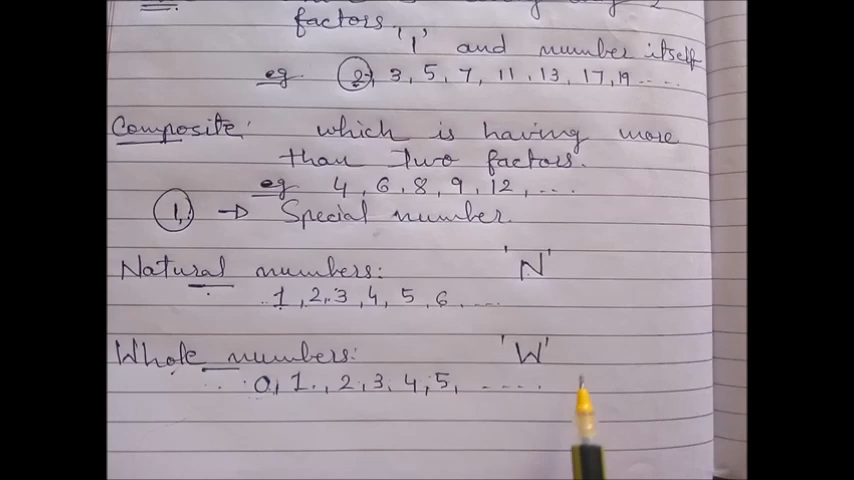 factors,
'1' and number itself
eg. 2, 3, 5, 7, 11, 13, 17, 19 ....
Composite: which is having more
than Two factors.
eg 4, 6, 8, 9, 12, ...
1, → Special number.
Natural numbers: 'N'
1, 2, 3, 4, 5, 6, ....
Whole numbers: 'W'
0, 1, 2, 3, 4, 5, .....